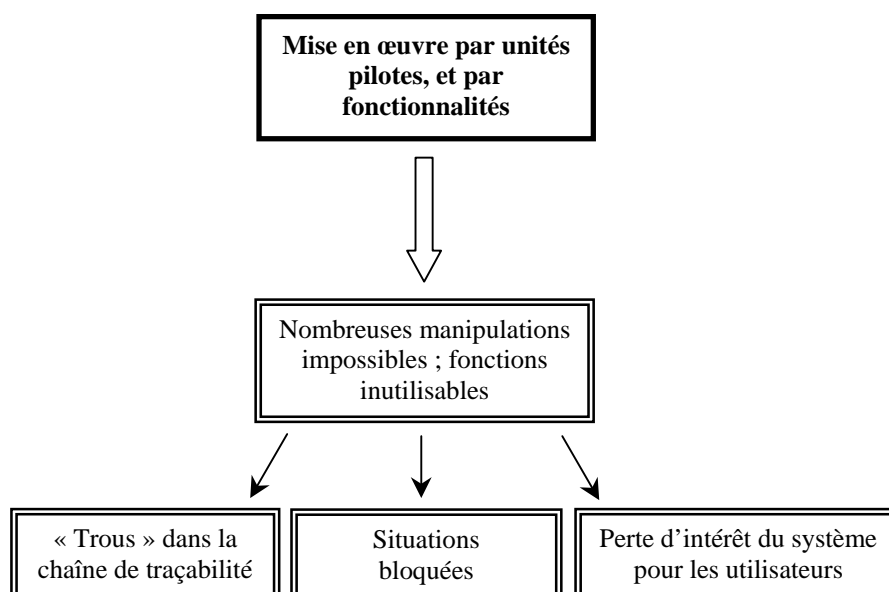 Mise en œuvre par unités
pilotes, et par
fonctionnalités
Nombreuses manipulations
impossibles ; fonctions
inutilisables
« Trous » dans la
chaîne de traçabilité
Situations
bloquées
Perte d’intérêt du système
pour les utilisateurs